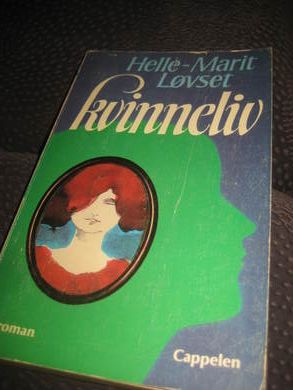 Helle-Marit
Løvset
kvinneliv
roman
Cappelen